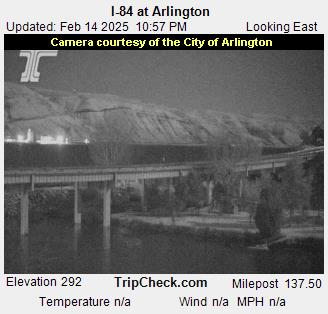 I-84 at Arlington
Updated: Feb 14 2025 10:57 PM Looking East
Camera courtesy of the City of Arlington
Elevation 292 TripCheck.com Milepost 137.50
Temperature n/a Wind n/a MPH n/a